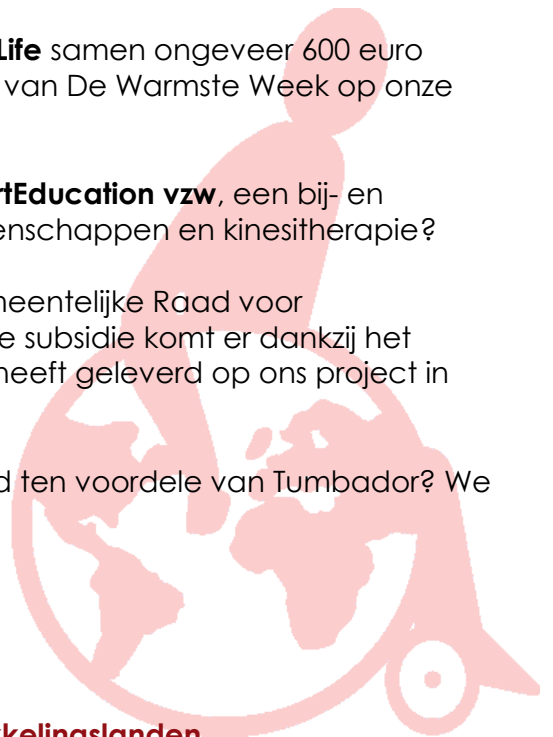 Life samen ongeveer 600 euro
van De Warmste Week op onze
rtEducation vzw, een bij- en
enschappen en kinesitherapie?
meentelijke Raad voor
e subsidie komt er dankzij het
heeft geleverd op ons project in
d ten voordele van Tumbador? We
kkelingslanden